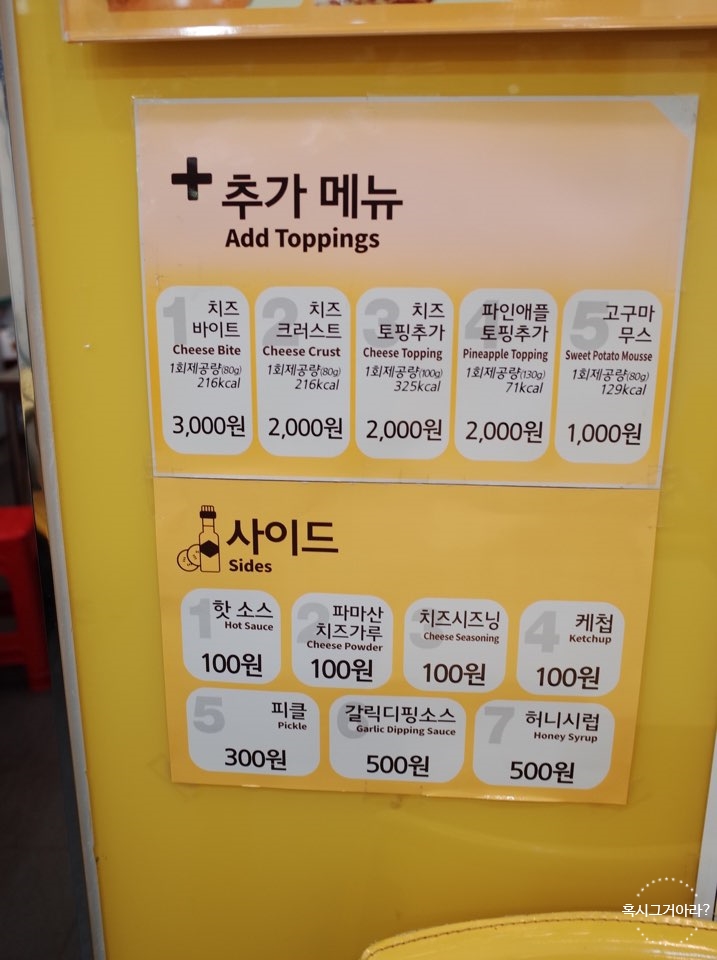 + 추가 메뉴
Add Toppings
1
치즈
바이트
Cheese Bite
1회제공량(80g)
216kcal
3,000원
2
치즈
크러스트
Cheese Crust
1회제공량(80g)
216kcal
2,000원
3
치즈
토핑추가
Cheese Topping
1회제공량(100g)
325kcal
2,000원
4
파인애플
토핑추가
Pineapple Topping
1회제공량(130g)
71kcal
2,000원
5
고구마
무스
Sweet Potato Mousse
1회제공량(80g)
129kcal
1,000원
사이드
Sides
1
핫 소스
Hot Sauce
100원
2
파마산
치즈가루
Cheese Powder
100원
3
치즈시즈닝
Cheese Seasoning
100원
4
케첩
Ketchup
100원
5
피클
Pickle
300원
6
갈릭디핑소스
Garlic Dipping Sauce
500원
7
허니시럽
Honey Syrup
500원
혹시그거아라?